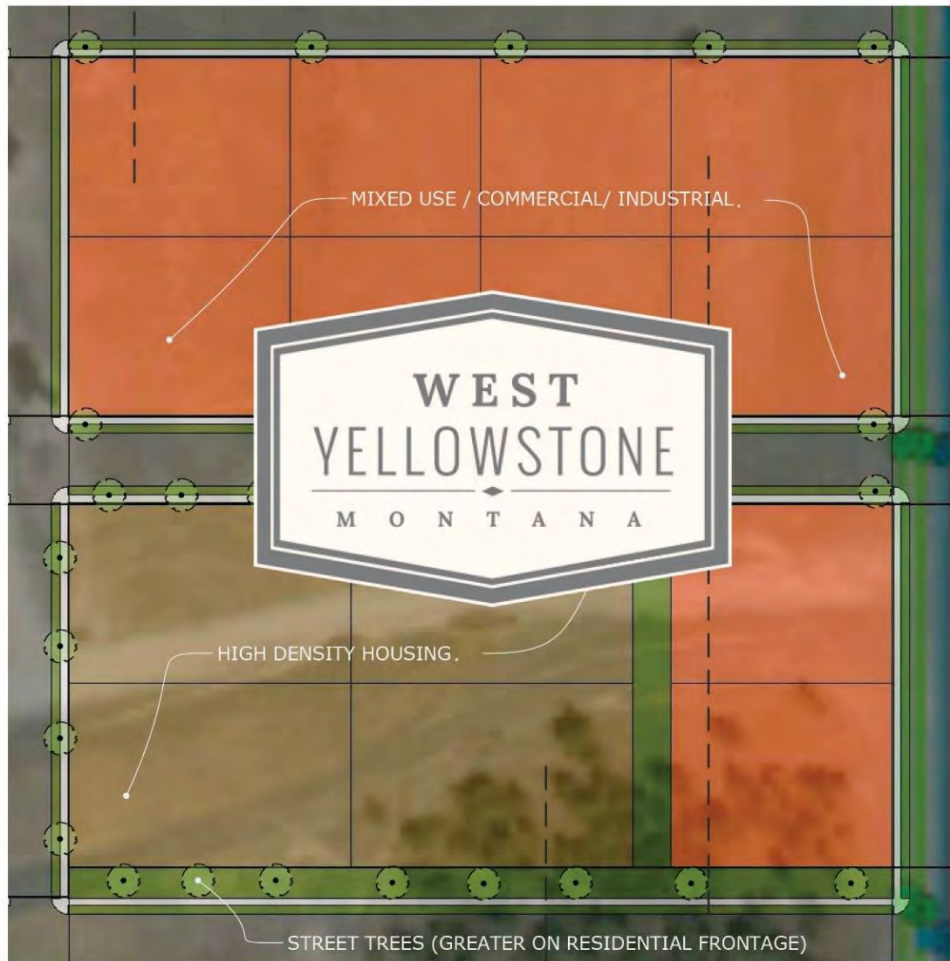 MIXED USE / COMMERCIAL/ INDUSTRIAL.
WEST
YELLOWSTONE
MONTANA
HIGH DENSITY HOUSING.
STREET TREES (GREATER ON RESIDENTIAL FRONTAGE)